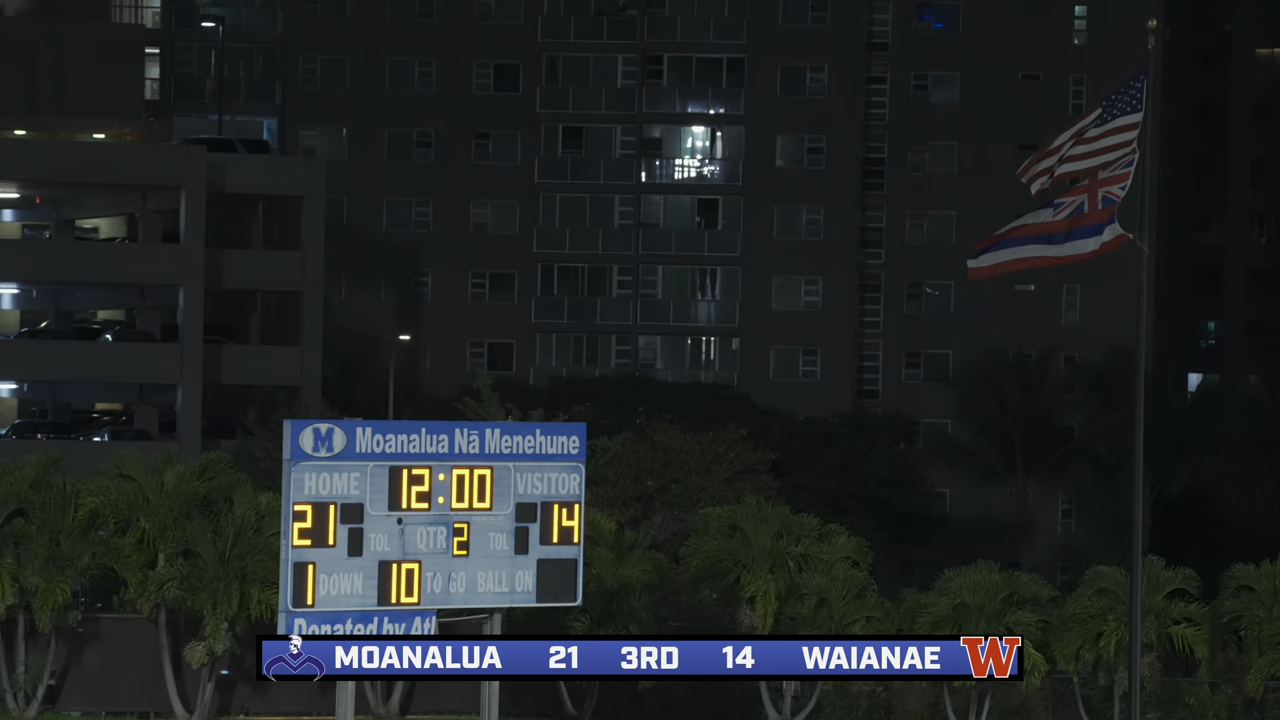 M Moanalua Nā Menehune
HOME 12:00 VISITOR
21 14
TOL QTR 2 TOL
1 DOWN 10 TO GO BALL ON
Donated by
MOANALUA 21 3RD 14 WAIANAE W